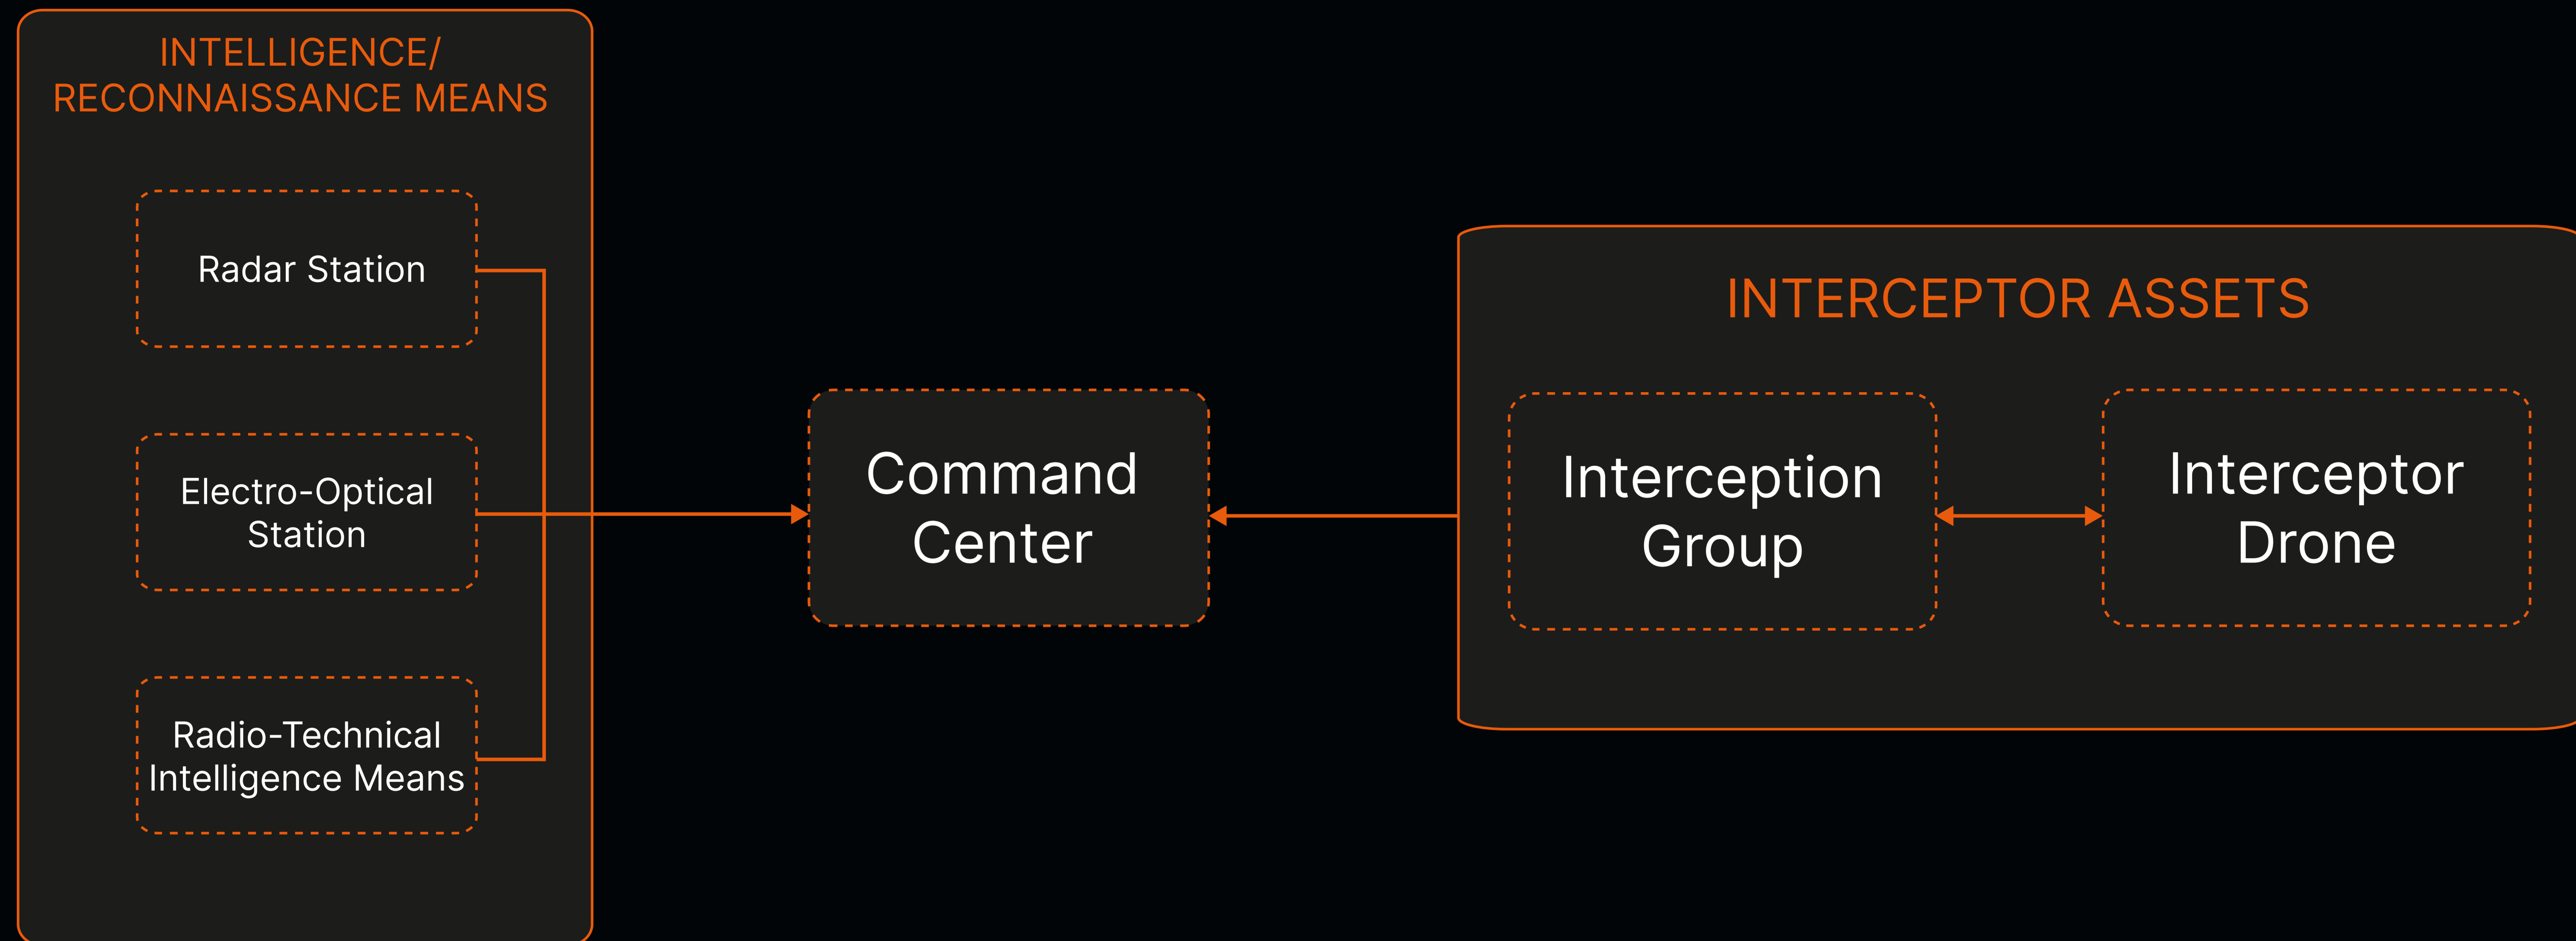 INTELLIGENCE/
RECONNAISSANCE MEANS
Radar Station
Electro-Optical
Station
Radio-Technical
Intelligence Means
Command
Center
INTERCEPTOR ASSETS
Interception
Group
Interceptor
Drone